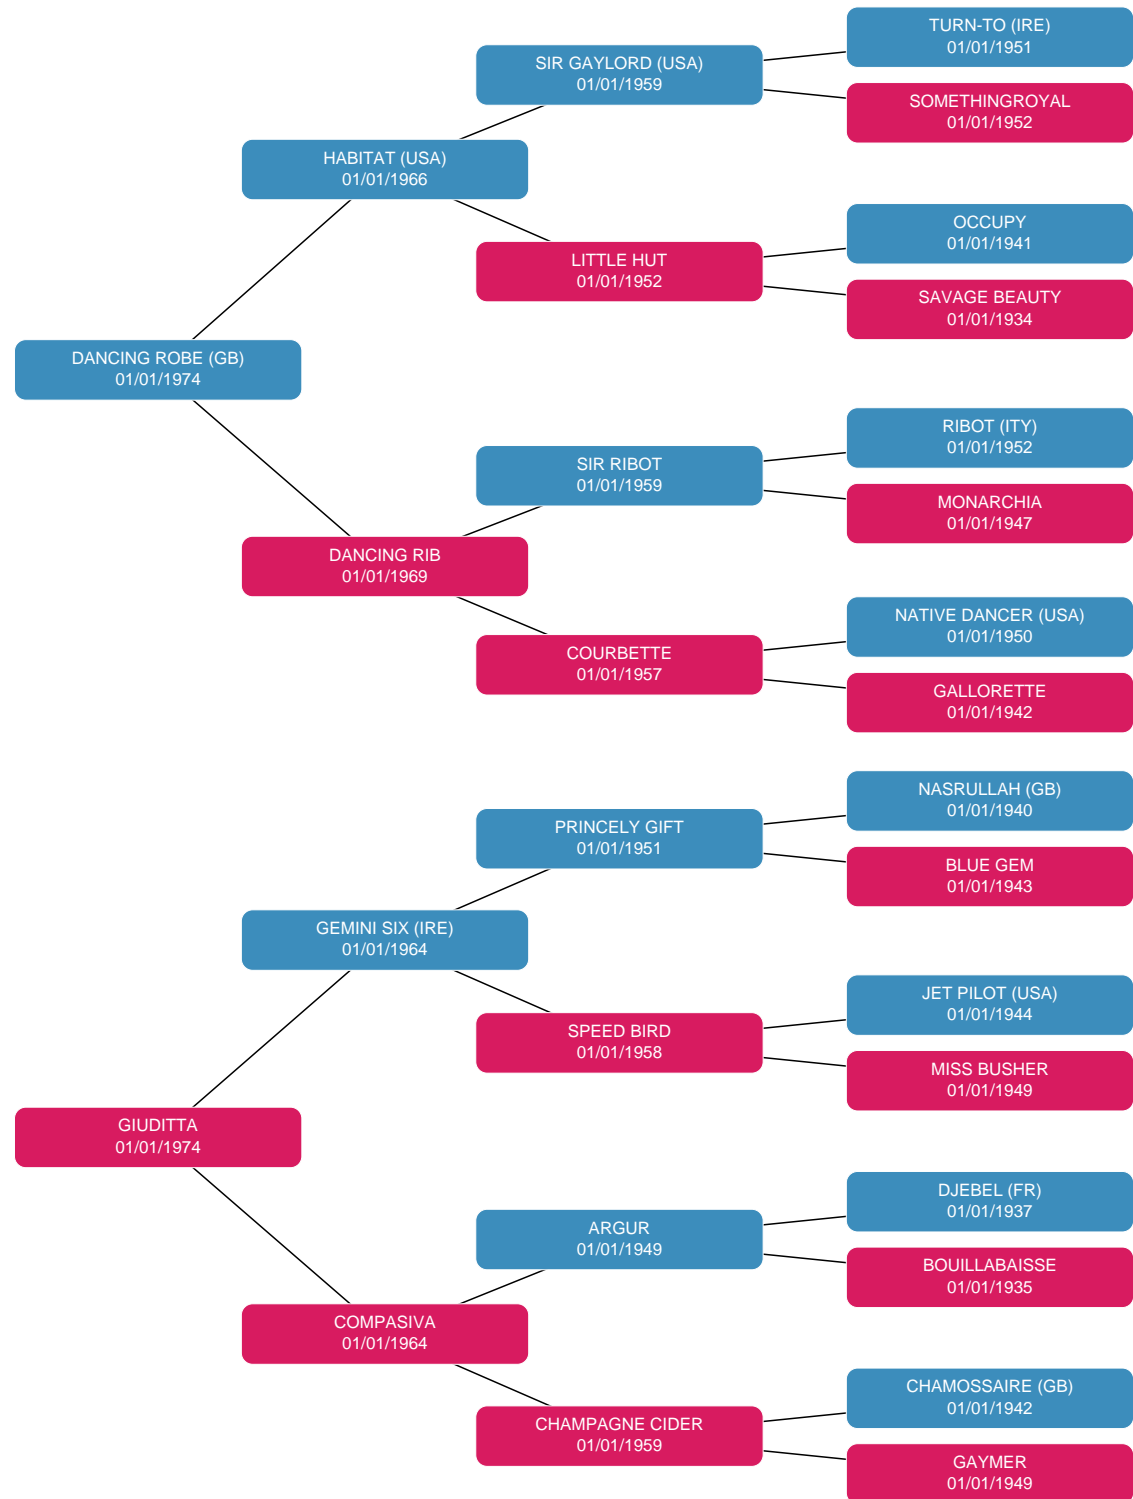 TURN-TO (IRE)
01/01/1951
SIR GAYLORD (USA)
01/01/1959
SOMETHINGROYAL
01/01/1952
HABITAT (USA)
01/01/1966
OCCUPY
01/01/1941
LITTLE HUT
01/01/1952
SAVAGE BEAUTY
01/01/1934
DANCING ROBE (GB)
01/01/1974
RIBOT (ITY)
01/01/1952
SIR RIBOT
01/01/1959
MONARCHIA
01/01/1947
DANCING RIB
01/01/1969
NATIVE DANCER (USA)
01/01/1950
COURBETTE
01/01/1957
GALLORETTE
01/01/1942
NASRULLAH (GB)
01/01/1940
PRINCELY GIFT
01/01/1951
BLUE GEM
01/01/1943
GEMINI SIX (IRE)
01/01/1964
JET PILOT (USA)
01/01/1944
SPEED BIRD
01/01/1958
MISS BUSHER
01/01/1949
GIUDITTA
01/01/1974
DJEBEL (FR)
01/01/1937
ARGUR
01/01/1949
BOUILLABAISSE
01/01/1935
COMPASIVA
01/01/1964
CHAMOSSAIRE (GB)
01/01/1942
CHAMPAGNE CIDER
01/01/1959
GAYMER
01/01/1949